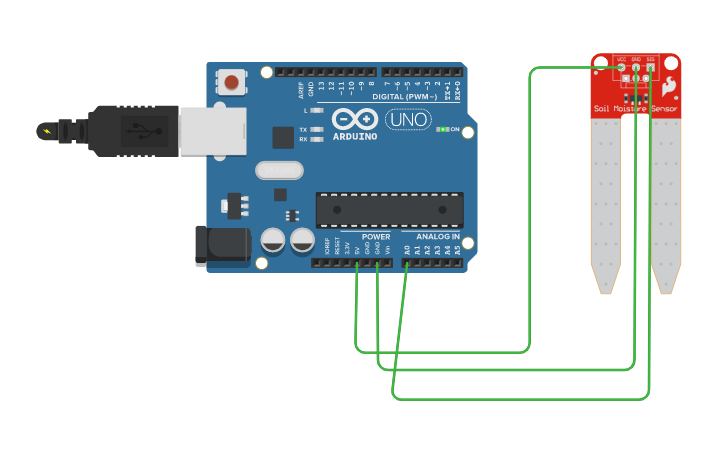 AREF
GND
13
12
~11
~10
~9
8
7
~6
~5
4
~3
2
TX→1
RX←0
DIGITAL (PWM~)
L
TX
RX
ARDUINO
UNO
ON
POWER
ANALOG IN
IOREF
RESET
3.3V
5V
GND
GND
Vin
A0
A1
A2
A3
A4
A5
VCC GND SIG
Soil Moisture Sensor